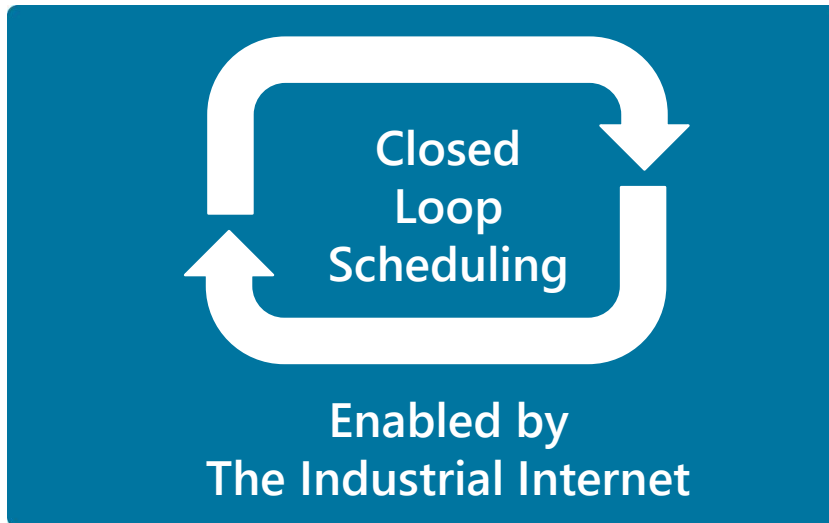 Closed
Loop
Scheduling
Enabled by
The Industrial Internet